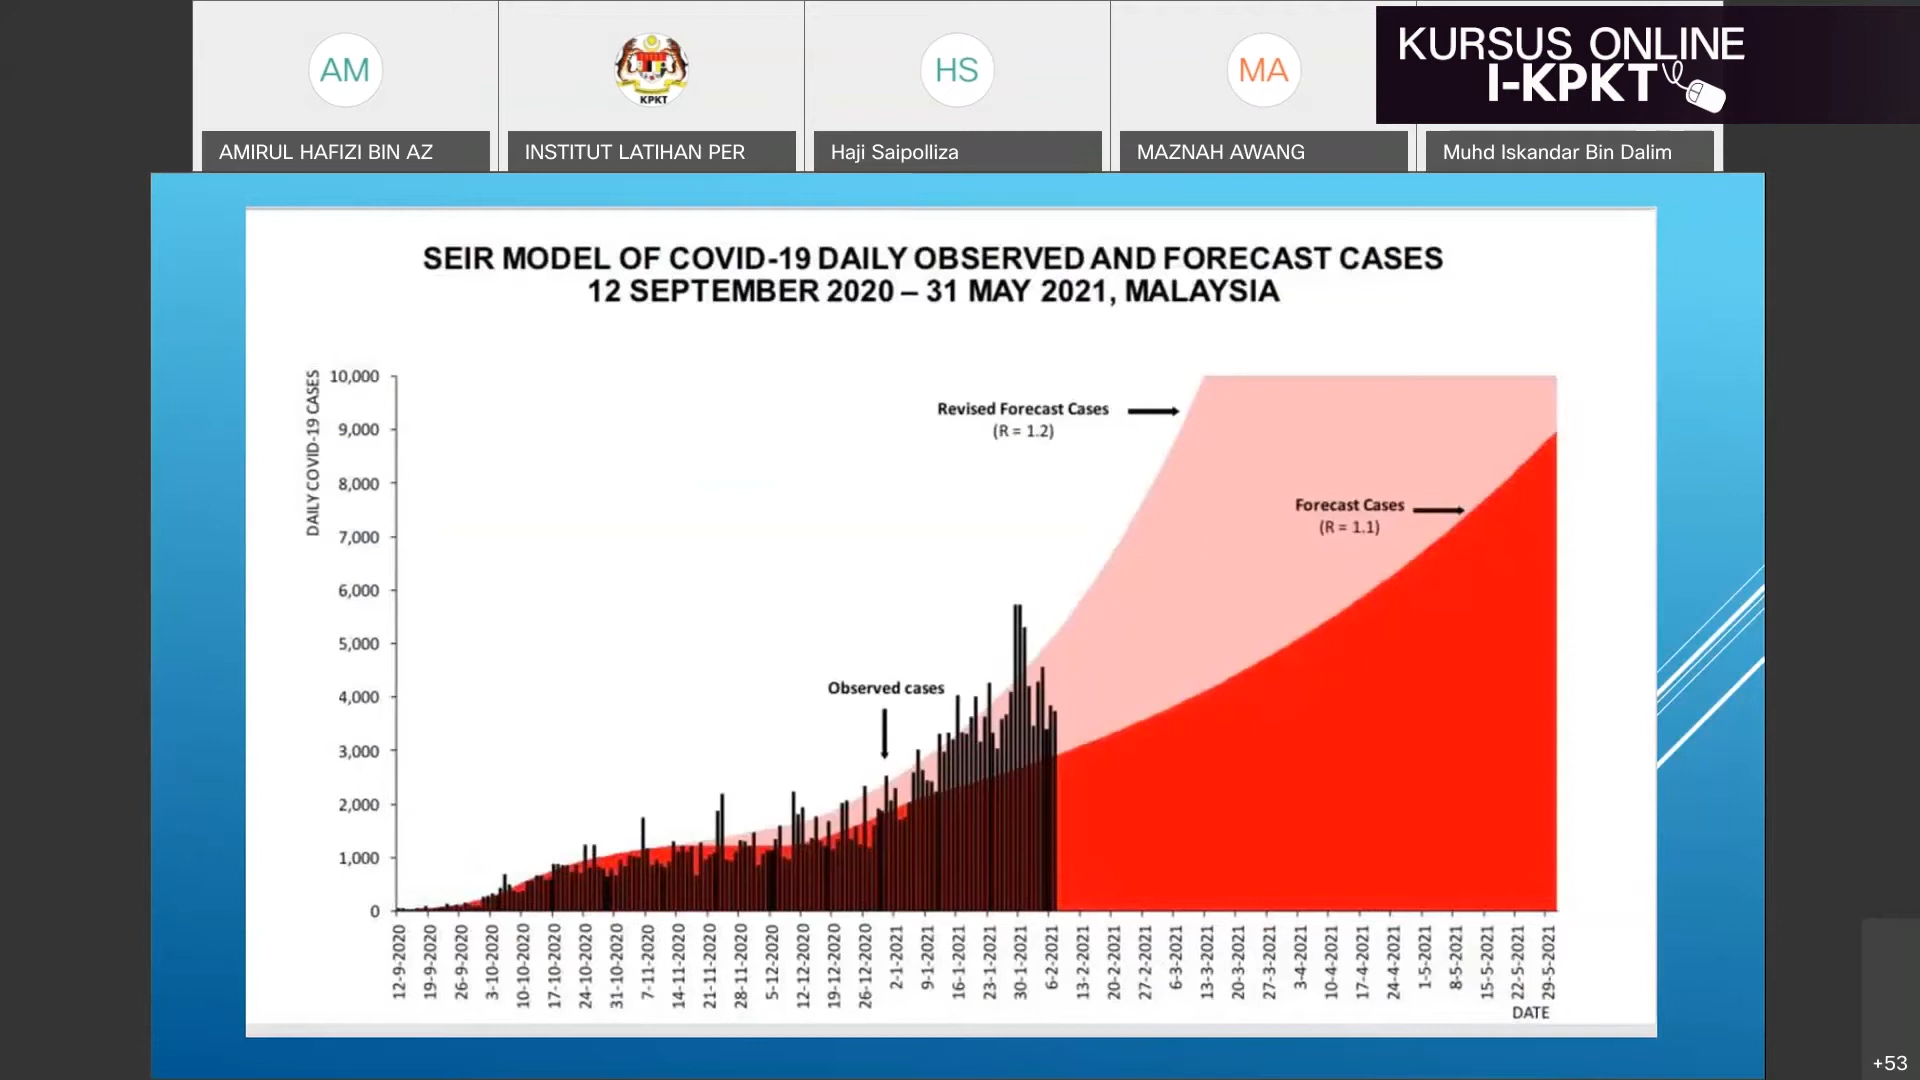 AM
KPKT
HS
MA
KURSUS ONLINE
I-KPKT
AMIRUL HAFIZI BIN AZ
INSTITUT LATIHAN PER
Haji Saipolliza
MAZNAH AWANG
Muhd Iskandar Bin Dalim
SEIR MODEL OF COVID-19 DAILY OBSERVED AND FORECAST CASES
12 SEPTEMBER 2020 – 31 MAY 2021, MALAYSIA
DAILY COVID-19 CASES
10,000
9,000
8,000
7,000
6,000
5,000
4,000
3,000
2,000
1,000
0
Revised Forecast Cases
(R = 1.2)
Forecast Cases
(R = 1.1)
Observed cases
12-9-2020
19-9-2020
26-9-2020
3-10-2020
10-10-2020
17-10-2020
24-10-2020
31-10-2020
7-11-2020
14-11-2020
21-11-2020
28-11-2020
5-12-2020
12-12-2020
19-12-2020
26-12-2020
2-1-2021
9-1-2021
16-1-2021
23-1-2021
30-1-2021
6-2-2021
13-2-2021
20-2-2021
27-2-2021
6-3-2021
13-3-2021
20-3-2021
27-3-2021
3-4-2021
10-4-2021
17-4-2021
24-4-2021
1-5-2021
8-5-2021
15-5-2021
22-5-2021
29-5-2021
DATE
+53